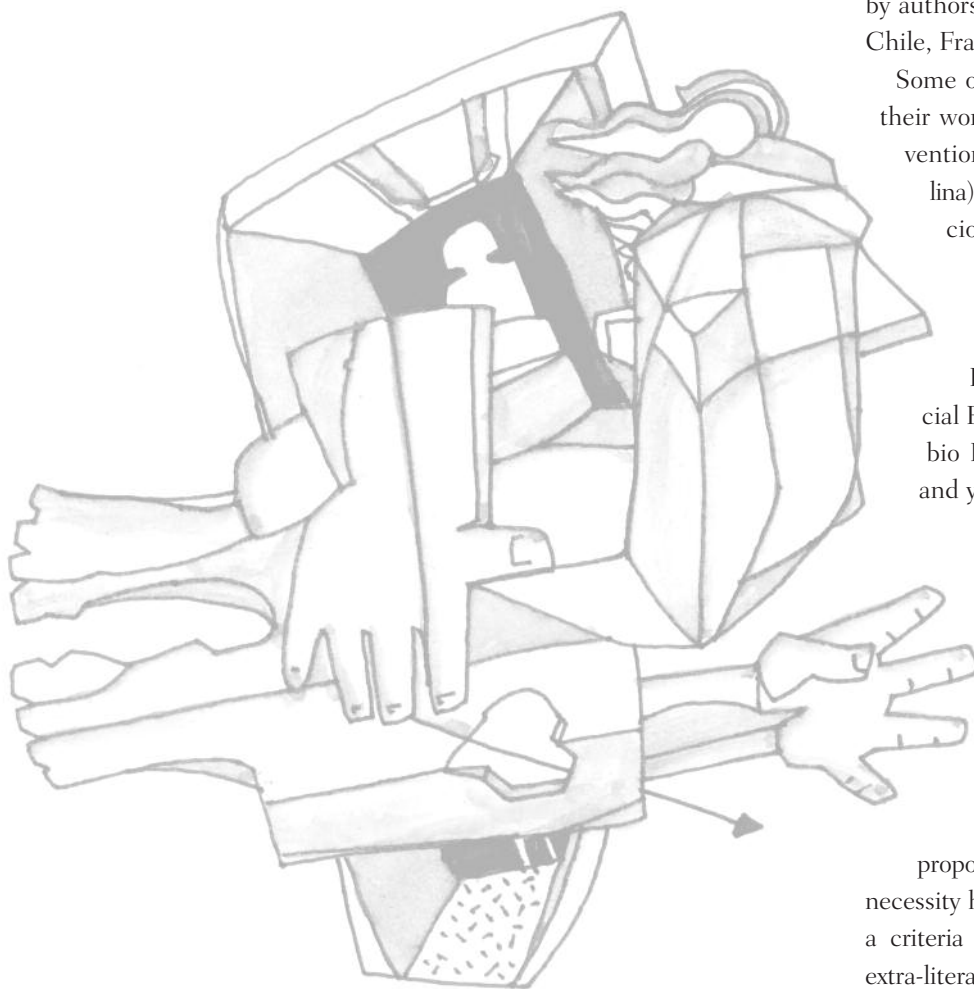 by authors
Chile, Fra
Some o
their wor
vention
lina)
cio
cial
bio
and y
propo
necessity h
a criteria
extra-litera